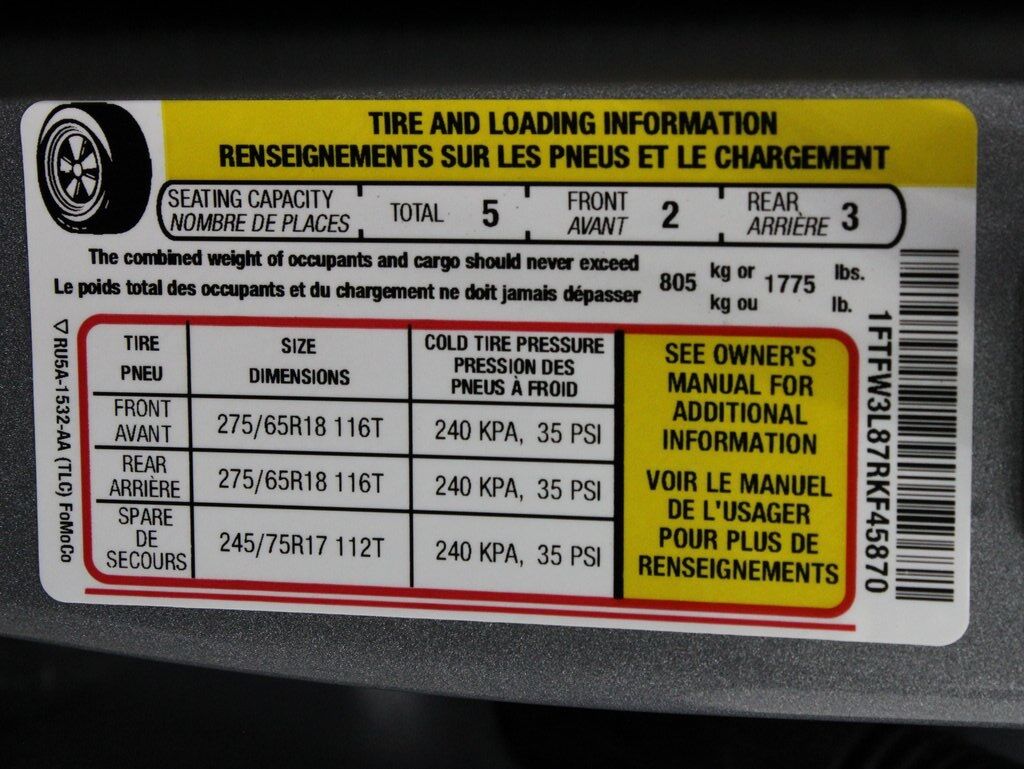 TIRE AND LOADING INFORMATION
RENSEIGNEMENTS SUR LES PNEUS ET LE CHARGEMENT
SEATING CAPACITY
NOMBRE DE PLACES
TOTAL 5
FRONT
AVANT
2
REAR
ARRIÈRE
3
The combined weight of occupants and cargo should never exceed
Le poids total des occupants et du chargement ne doit jamais dépasser
805
kg or
kg ou
1775
lbs.
lb.
TIRE
PNEU
SIZE
DIMENSIONS
COLD TIRE PRESSURE
PRESSION DES
PNEUS À FROID
FRONT
AVANT
275/65R18 116T
240 KPA, 35 PSI
REAR
ARRIÈRE
275/65R18 116T
240 KPA, 35 PSI
SPARE
DE
SECOURS
245/75R17 112T
240 KPA, 35 PSI
SEE OWNER'S
MANUAL FOR
ADDITIONAL
INFORMATION
VOIR LE MANUEL
DE L'USAGER
POUR PLUS DE
RENSEIGNEMENTS
RU5A-1532-AA (TLC) FoMoCo
1FTFW3L87RKF45870